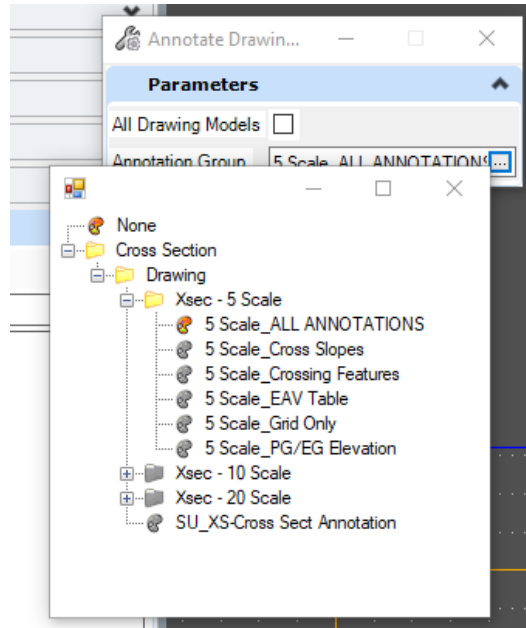 Annotate Drawin...
Parameters
All Drawing Models
Annotation Group 5 Scale_ALL ANNOTATIONS ...
None
Cross Section
Drawing
Xsec - 5 Scale
5 Scale_ALL ANNOTATIONS
5 Scale_Cross Slopes
5 Scale_Crossing Features
5 Scale_EAV Table
5 Scale_Grid Only
5 Scale_PG/EG Elevation
Xsec - 10 Scale
Xsec - 20 Scale
SU_XS-Cross Sect Annotation